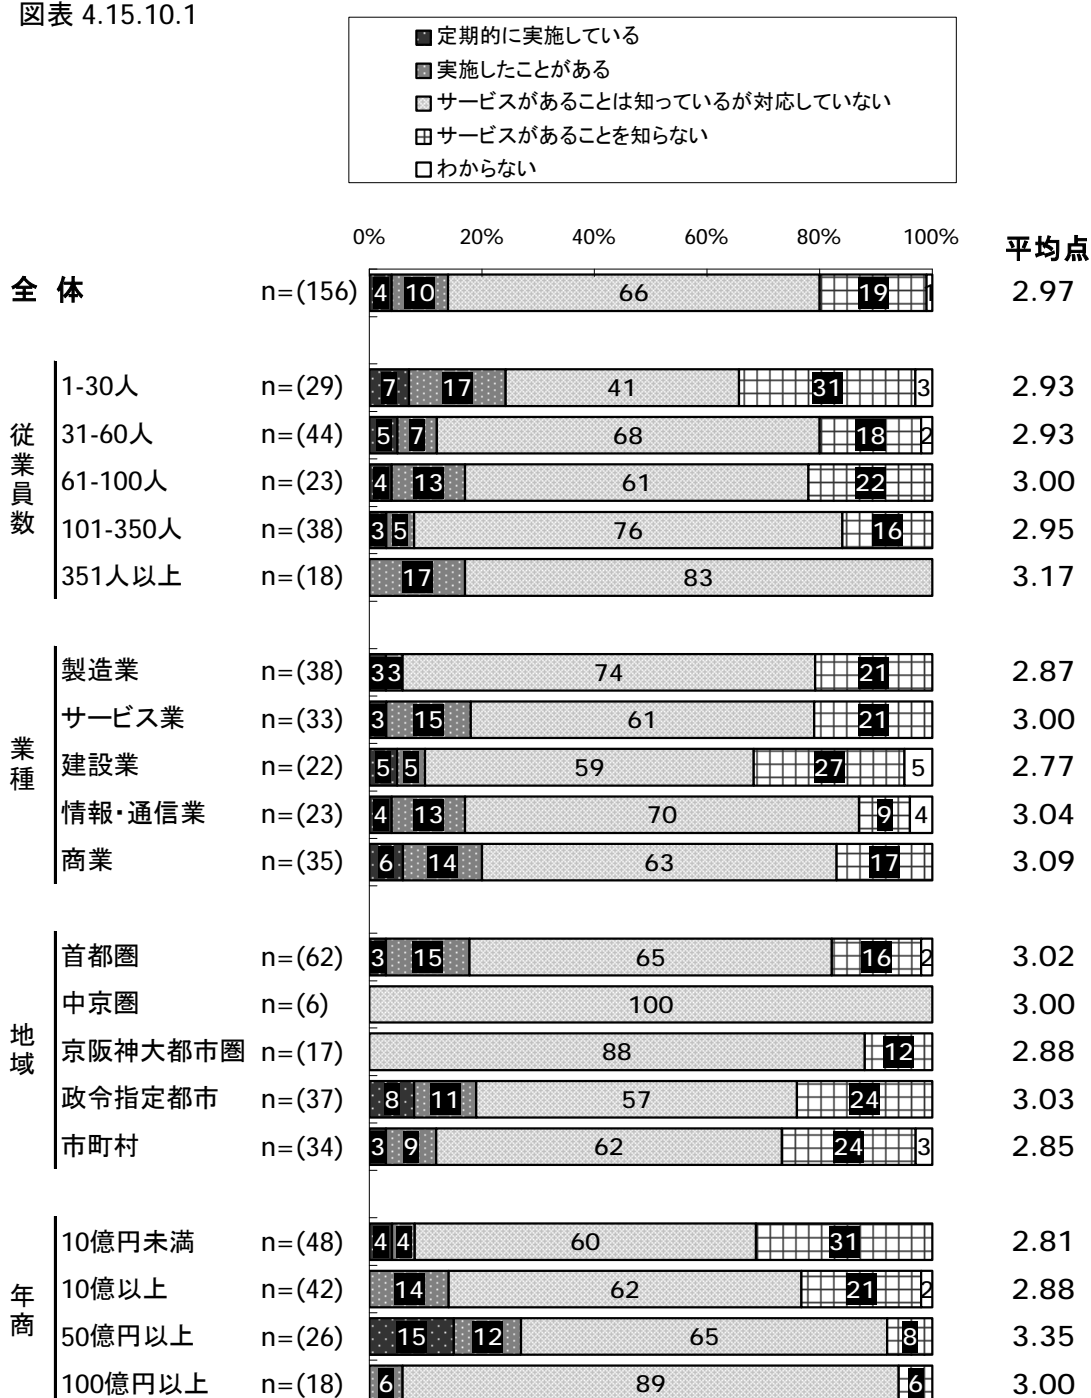 図表 4.15.10.1
定期的に実施している
実施したことがある
サービスがあることは知っているが対応していない
サービスがあることを知らない
わからない
0% 20% 40% 60% 80% 100%
平均点
全 体 n=(156) 4 10 66 19 1 2.97
従業員数
1-30人 n=(29) 7 17 41 31 3 2.93
31-60人 n=(44) 5 7 68 18 2 2.93
61-100人 n=(23) 4 13 61 22 3.00
101-350人 n=(38) 3 5 76 16 2.95
351人以上 n=(18) 17 83 3.17
業種
製造業 n=(38) 3 3 74 21 2.87
サービス業 n=(33) 3 15 61 21 3.00
建設業 n=(22) 5 5 59 27 5 2.77
情報・通信業 n=(23) 4 13 70 9 4 3.04
商業 n=(35) 6 14 63 17 3.09
地域
首都圏 n=(62) 3 15 65 16 2 3.02
中京圏 n=(6) 100 3.00
京阪神大都市圏 n=(17) 88 12 2.88
政令指定都市 n=(37) 8 11 57 24 3.03
市町村 n=(34) 3 9 62 24 3 2.85
年商
10億円未満 n=(48) 4 4 60 31 2.81
10億以上 n=(42) 14 62 21 2 2.88
50億円以上 n=(26) 15 12 65 8 3.35
100億円以上 n=(18) 6 89 6 3.00